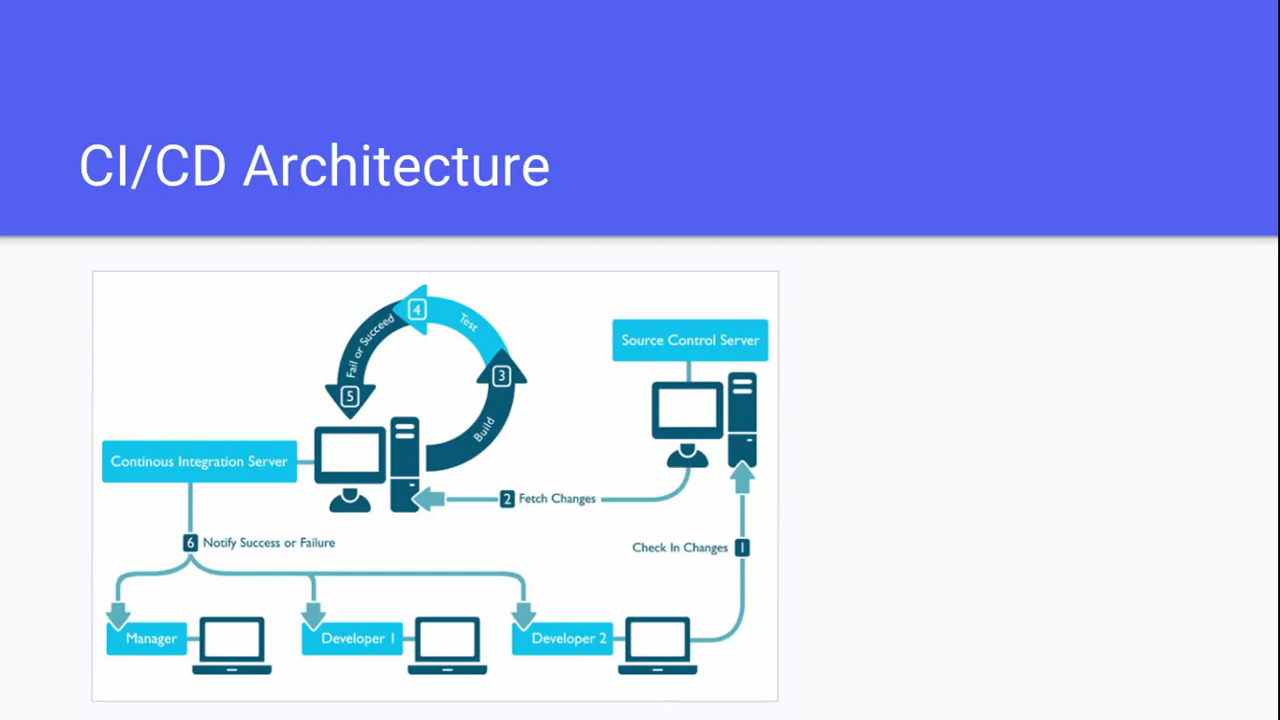 CI/CD Architecture
4
Test
Fail or Succeed
Source Control Server
3
5
Build
Continous Integration Server
2 Fetch Changes
6 Notify Success or Failure
Check In Changes 1
Manager
Developer 1
Developer 2